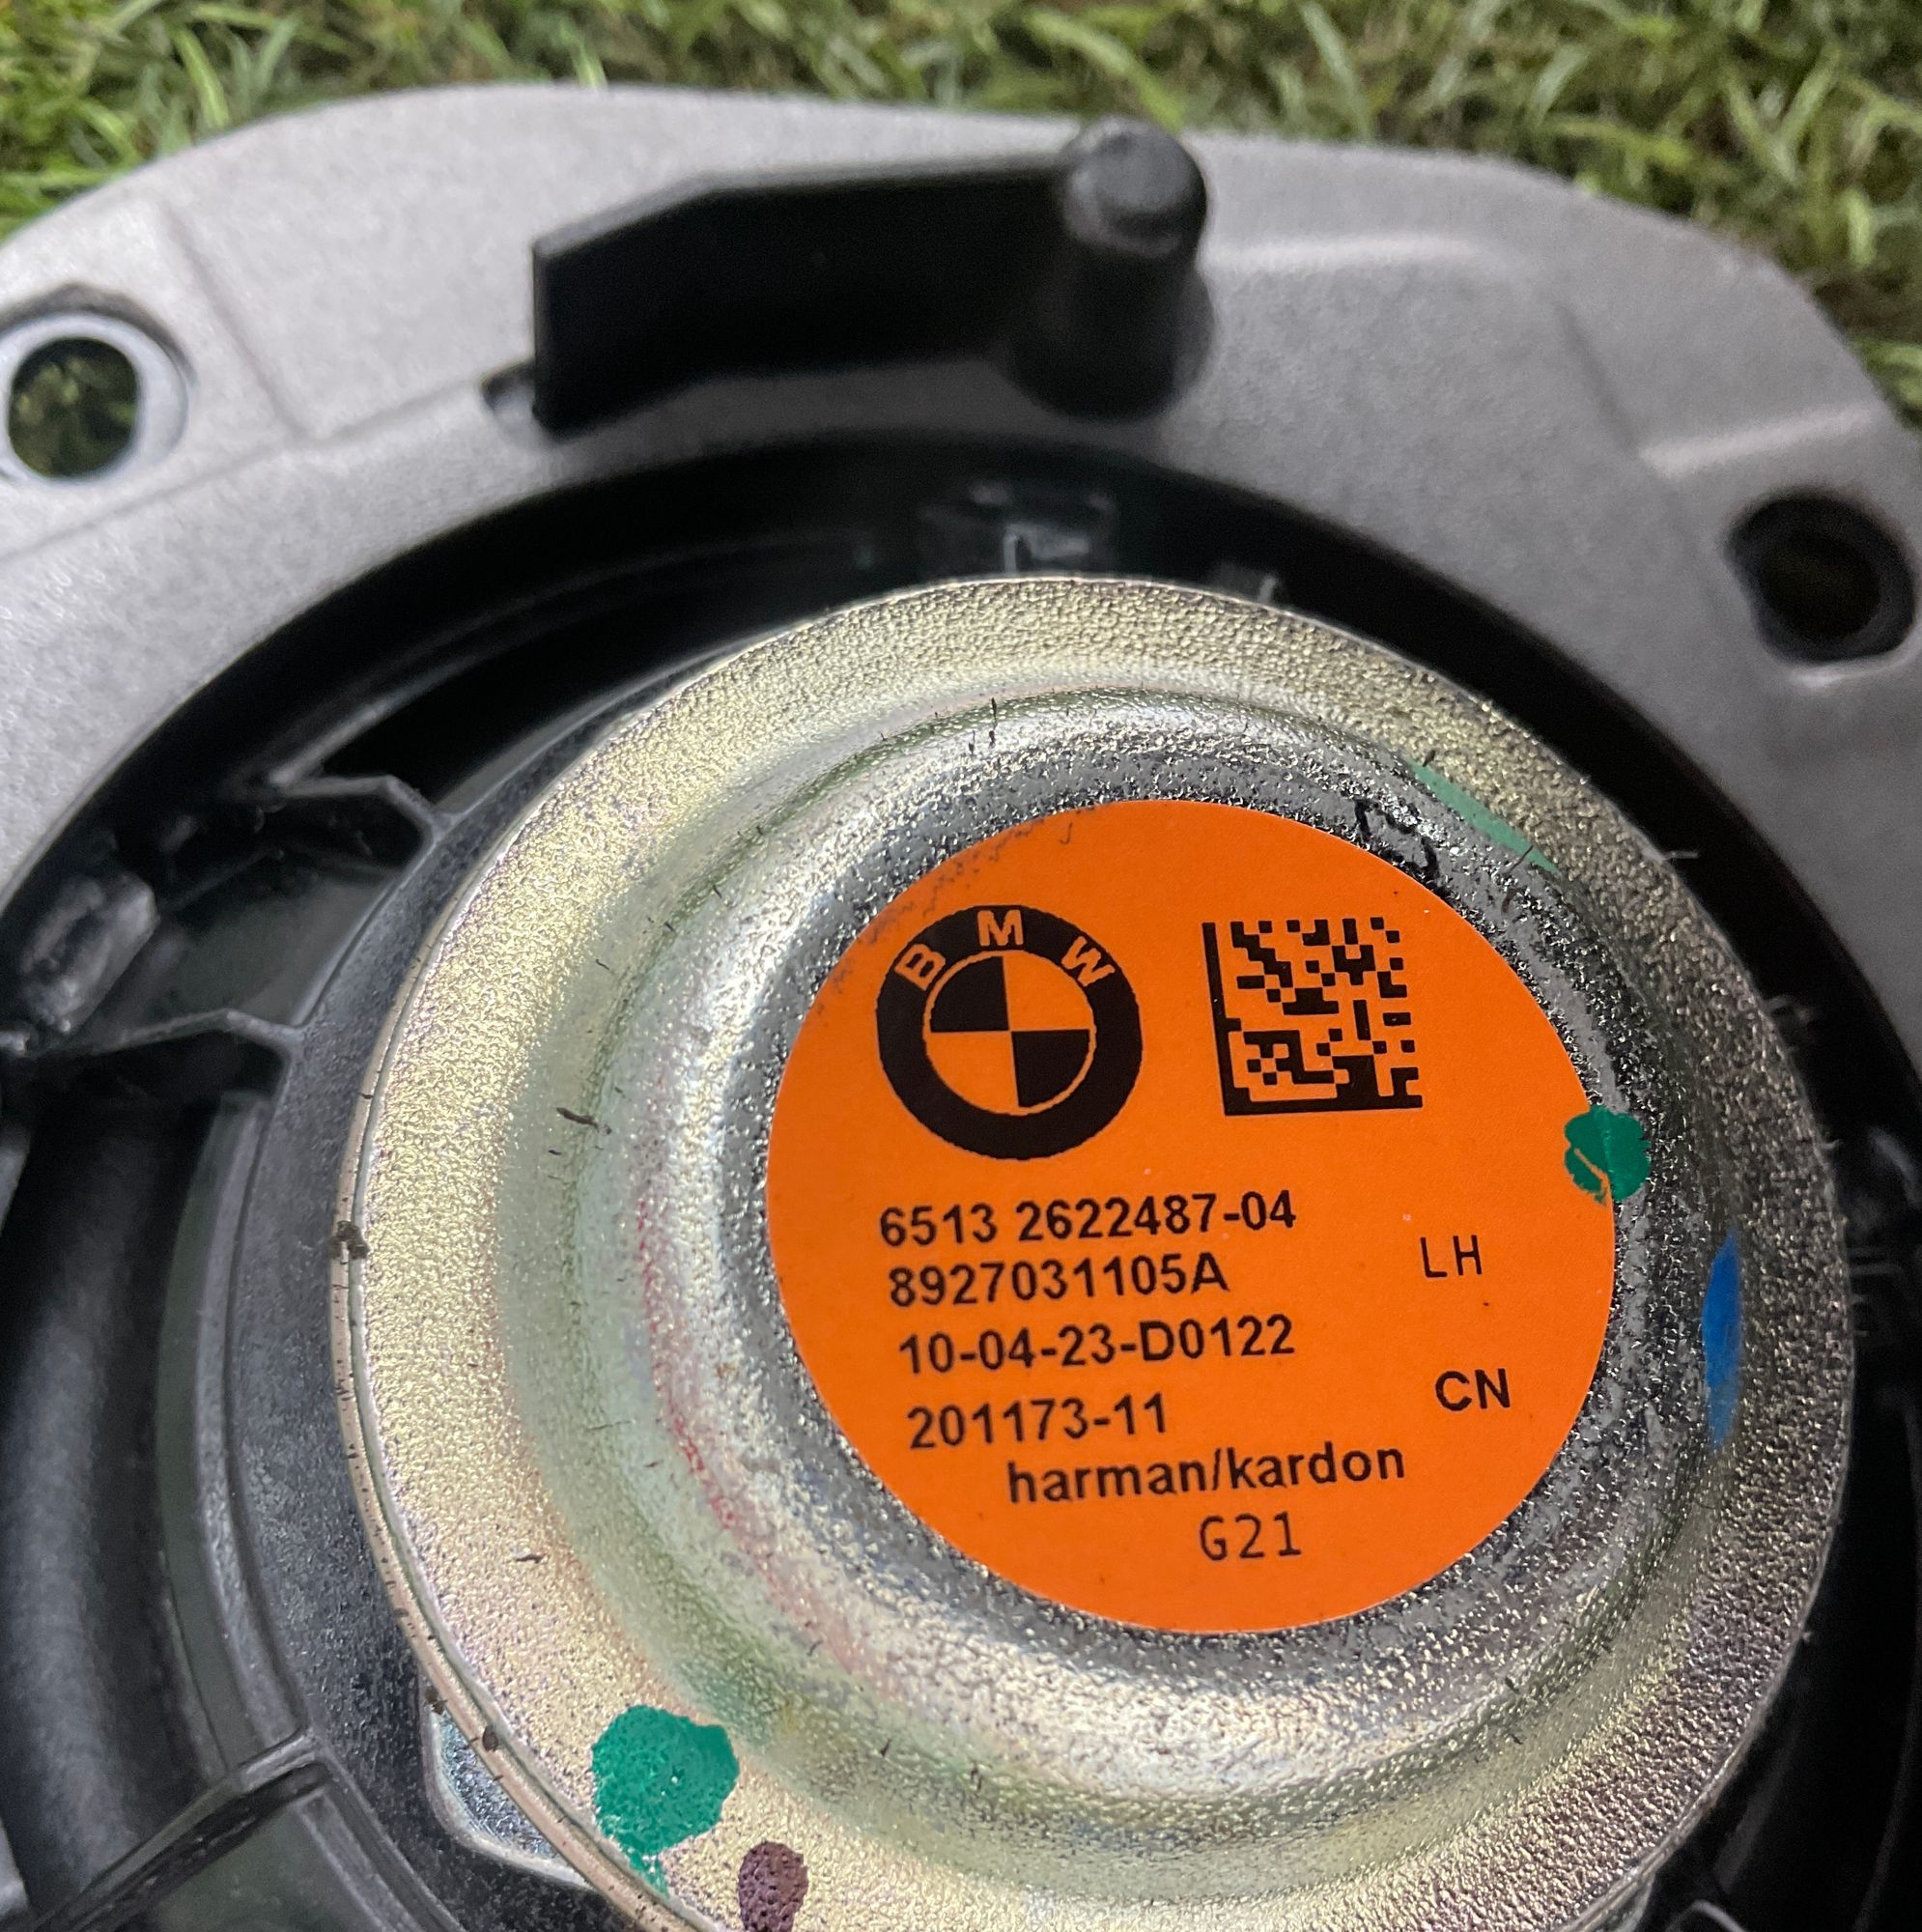 BMW
6513 2622487-04
8927031105A
LH
10-04-23-D0122
201173-11
CN
harman/kardon
G21